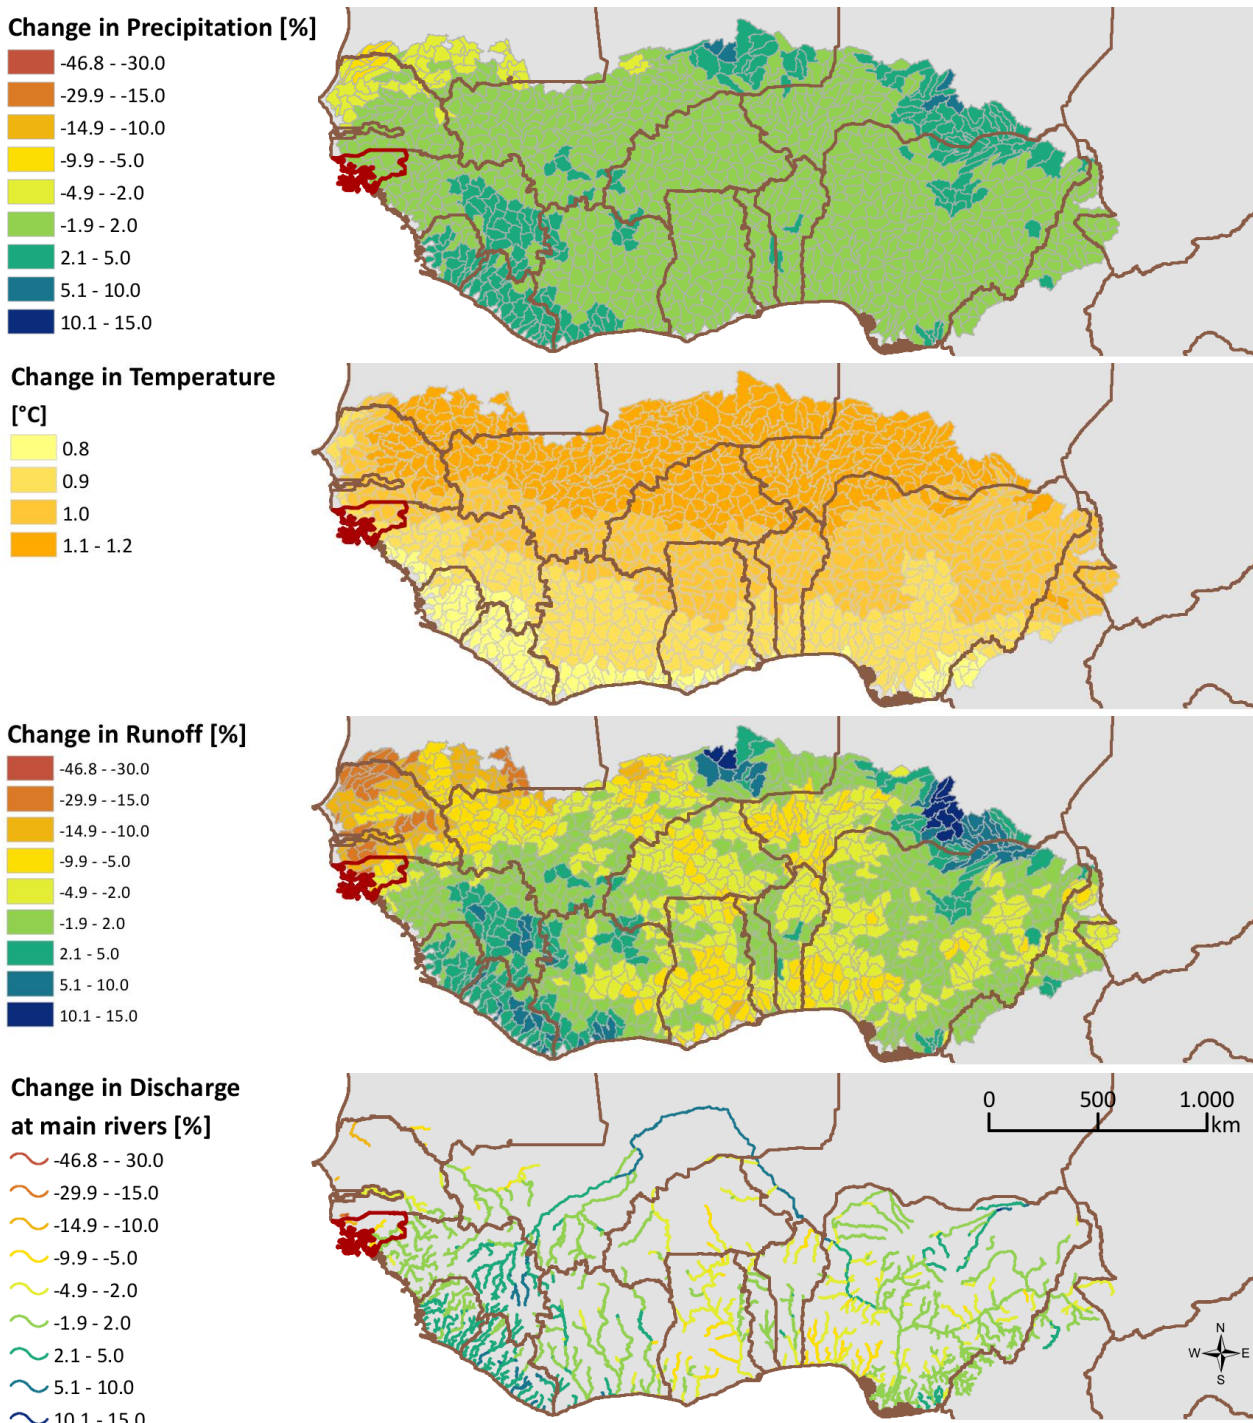 Change in Precipitation [%]
-46.8 - -30.0
-29.9 - -15.0
-14.9 - -10.0
-9.9 - -5.0
-4.9 - -2.0
-1.9 - 2.0
2.1 - 5.0
5.1 - 10.0
10.1 - 15.0
Change in Temperature
[°C]
0.8
0.9
1.0
1.1 - 1.2
Change in Runoff [%]
-46.8 - -30.0
-29.9 - -15.0
-14.9 - -10.0
-9.9 - -5.0
-4.9 - -2.0
-1.9 - 2.0
2.1 - 5.0
5.1 - 10.0
10.1 - 15.0
Change in Discharge
at main rivers [%]
-46.8 - - 30.0
-29.9 - -15.0
-14.9 - -10.0
-9.9 - -5.0
-4.9 - -2.0
-1.9 - 2.0
2.1 - 5.0
5.1 - 10.0
10.1 - 15.0
0 500 1.000
km
N
W E
S